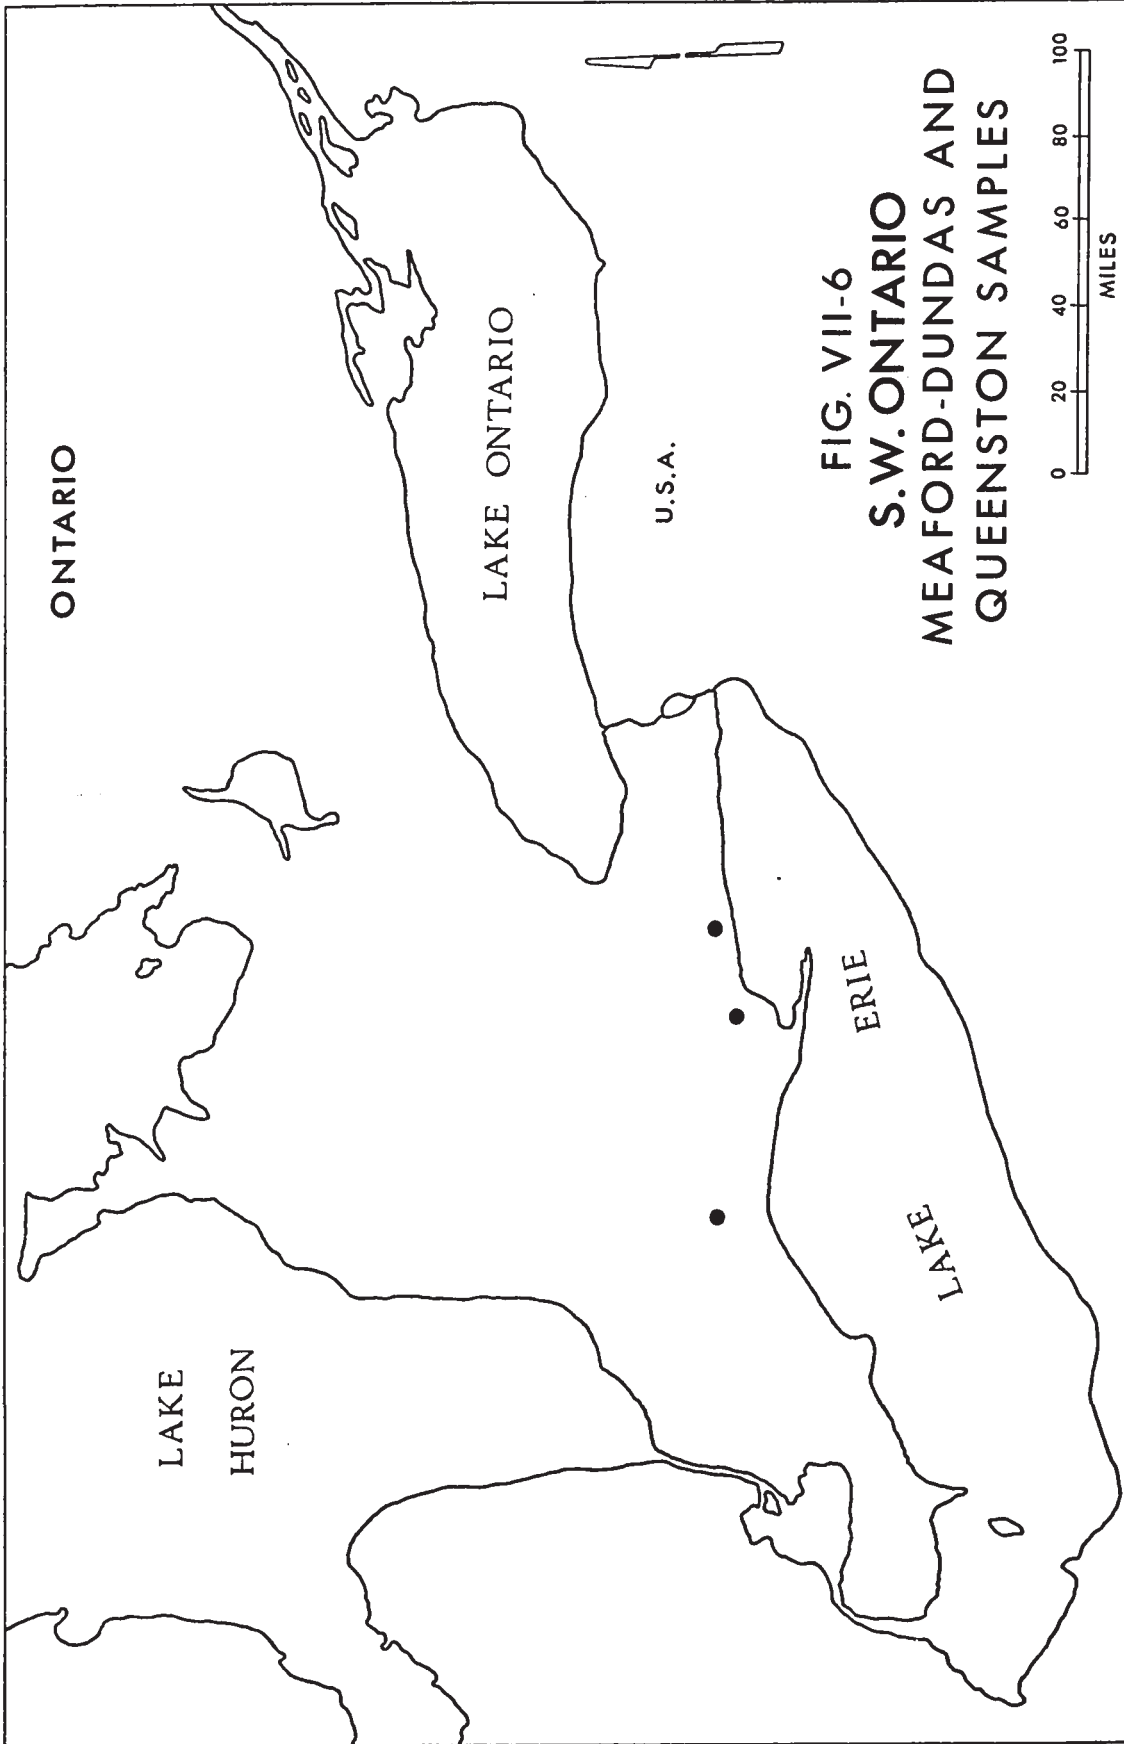 ONTARIO
LAKE
HURON
LAKE ONTARIO
U.S.A.
LAKE ERIE
FIG. VII-6
S.W. ONTARIO
MEAFORD-DUNDAS AND
QUEENSTON SAMPLES
0 20 40 60 80 100
MILES